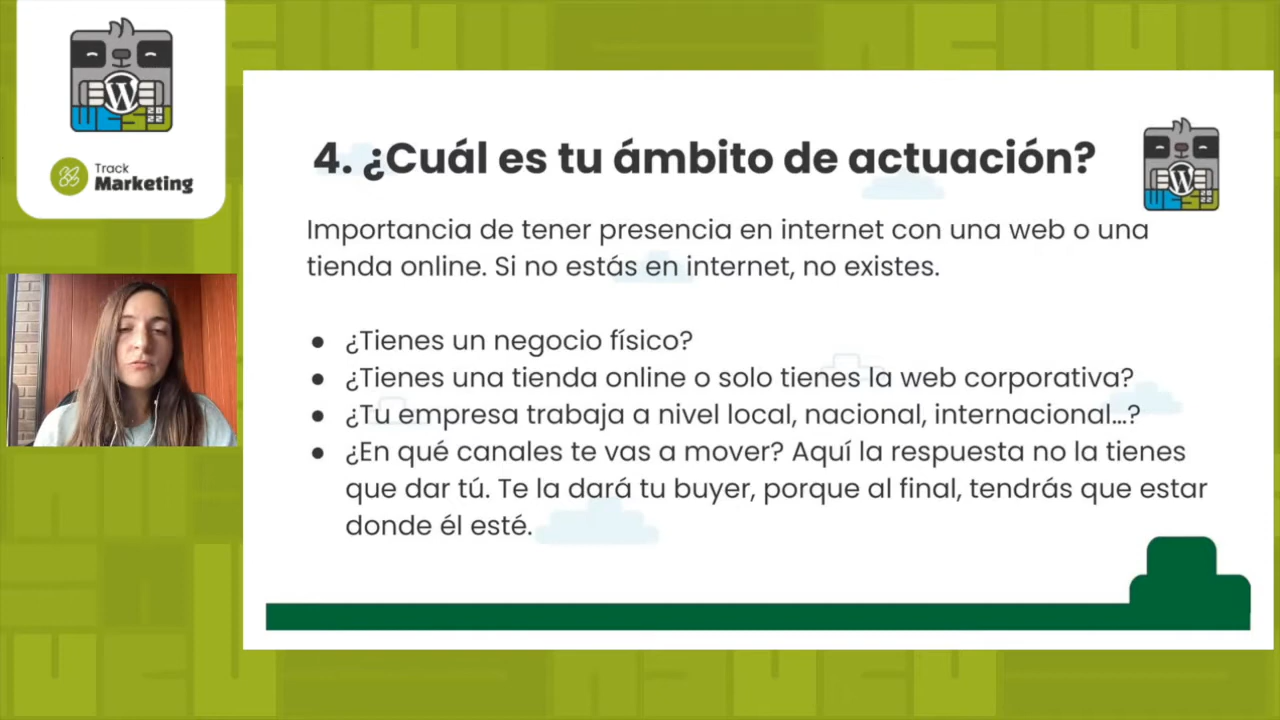 WESD
2022
Track
Marketing
4. ¿Cuál es tu ámbito de actuación?
WESD
2022
Importancia de tener presencia en internet con una web o una
tienda online. Si no estás en internet, no existes.
● ¿Tienes un negocio físico?
● ¿Tienes una tienda online o solo tienes la web corporativa?
● ¿Tu empresa trabaja a nivel local, nacional, internacional...?
● ¿En qué canales te vas a mover? Aquí la respuesta no la tienes
que dar tú. Te la dará tu buyer, porque al final, tendrás que estar
donde él esté.